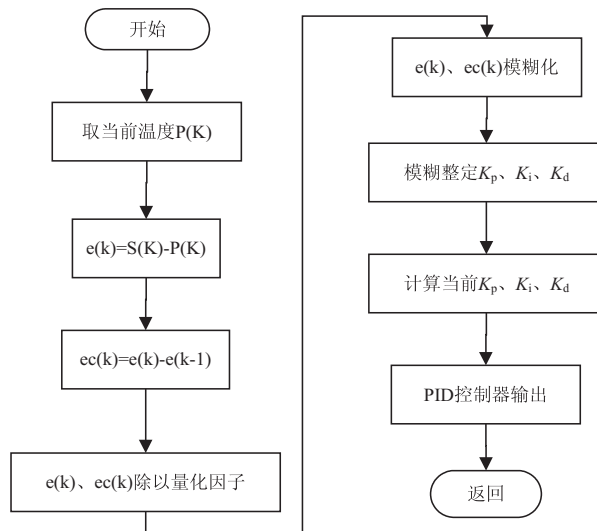 开始
取当前温度P(K)
e(k)=S(K)-P(K)
ec(k)=e(k)-e(k-1)
e(k)、ec(k)除以量化因子
e(k)、ec(k)模糊化
模糊整定Kp、Ki、Kd
计算当前Kp、Ki、Kd
PID控制器输出
返回